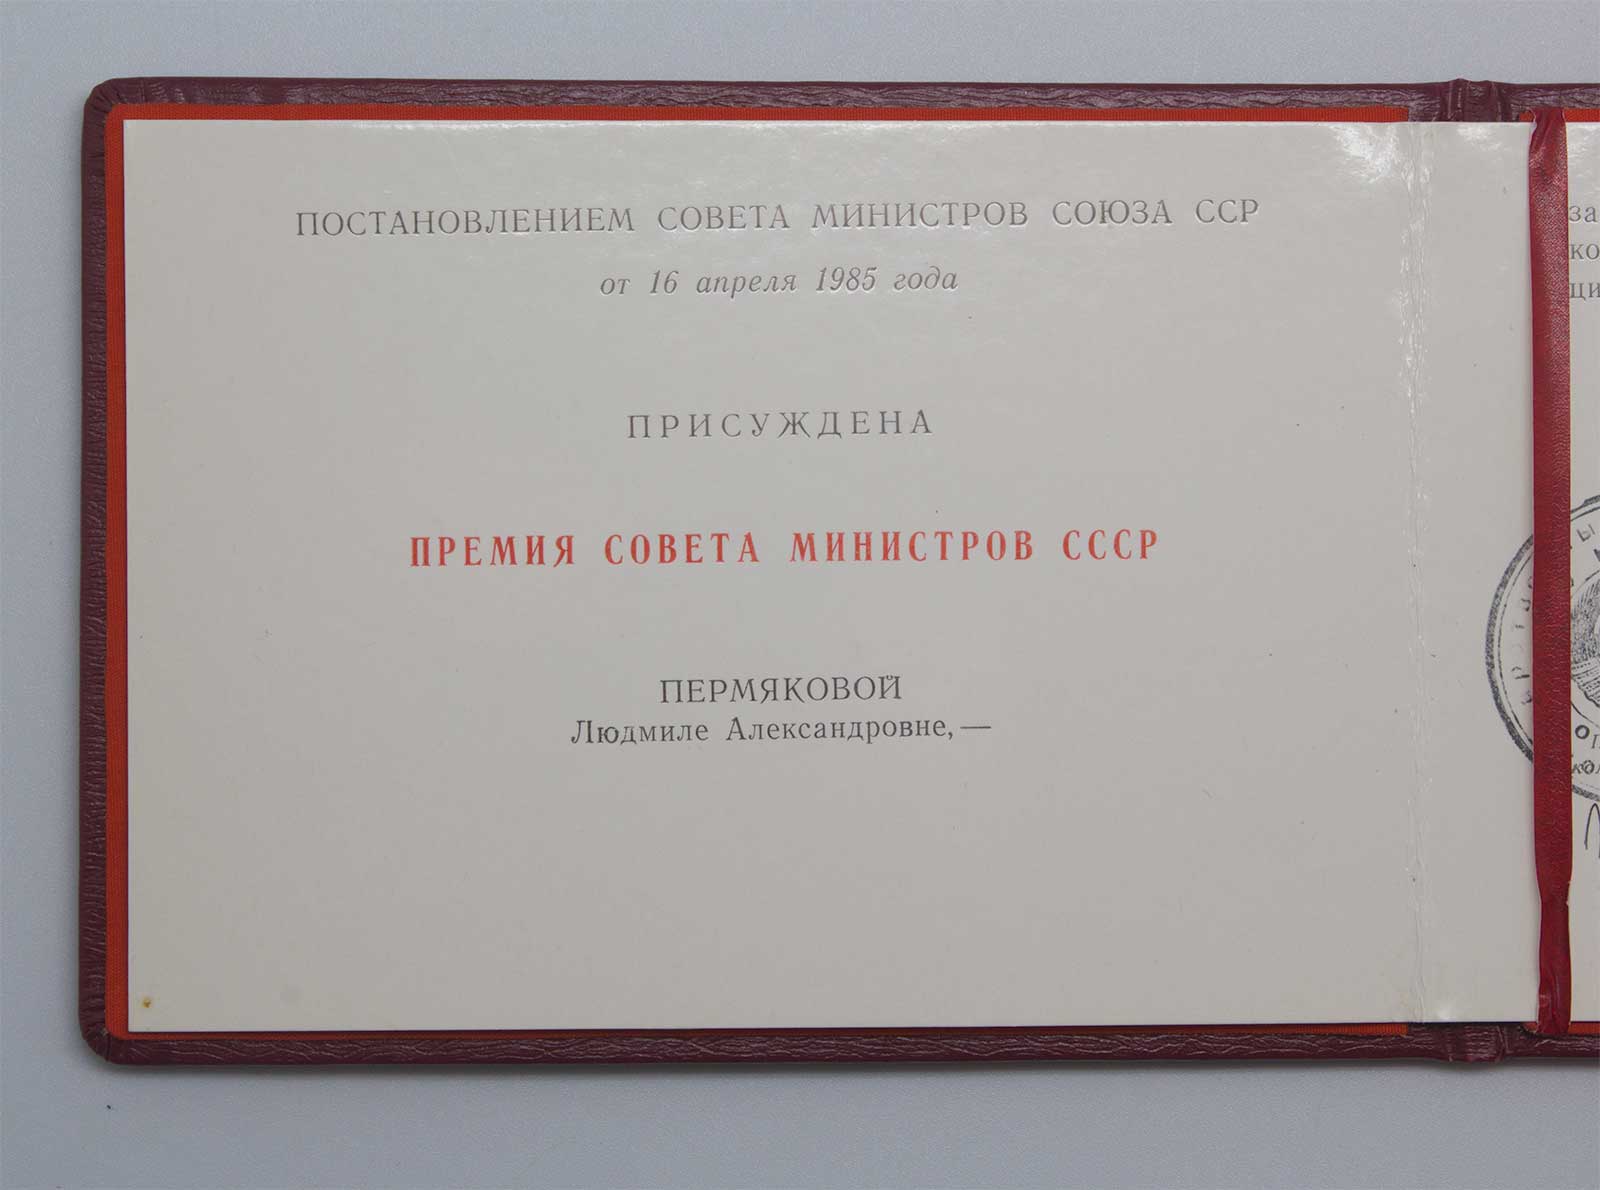 ПОСТАНОВЛЕНИЕМ СОВЕТА МИНИСТРОВ СОЮЗА ССР
от 16 апреля 1985 года
ПРИСУЖДЕНА
ПРЕМИЯ СОВЕТА МИНИСТРОВ СССР
ПЕРМЯКОВОЙ
Людмиле Александровне, —